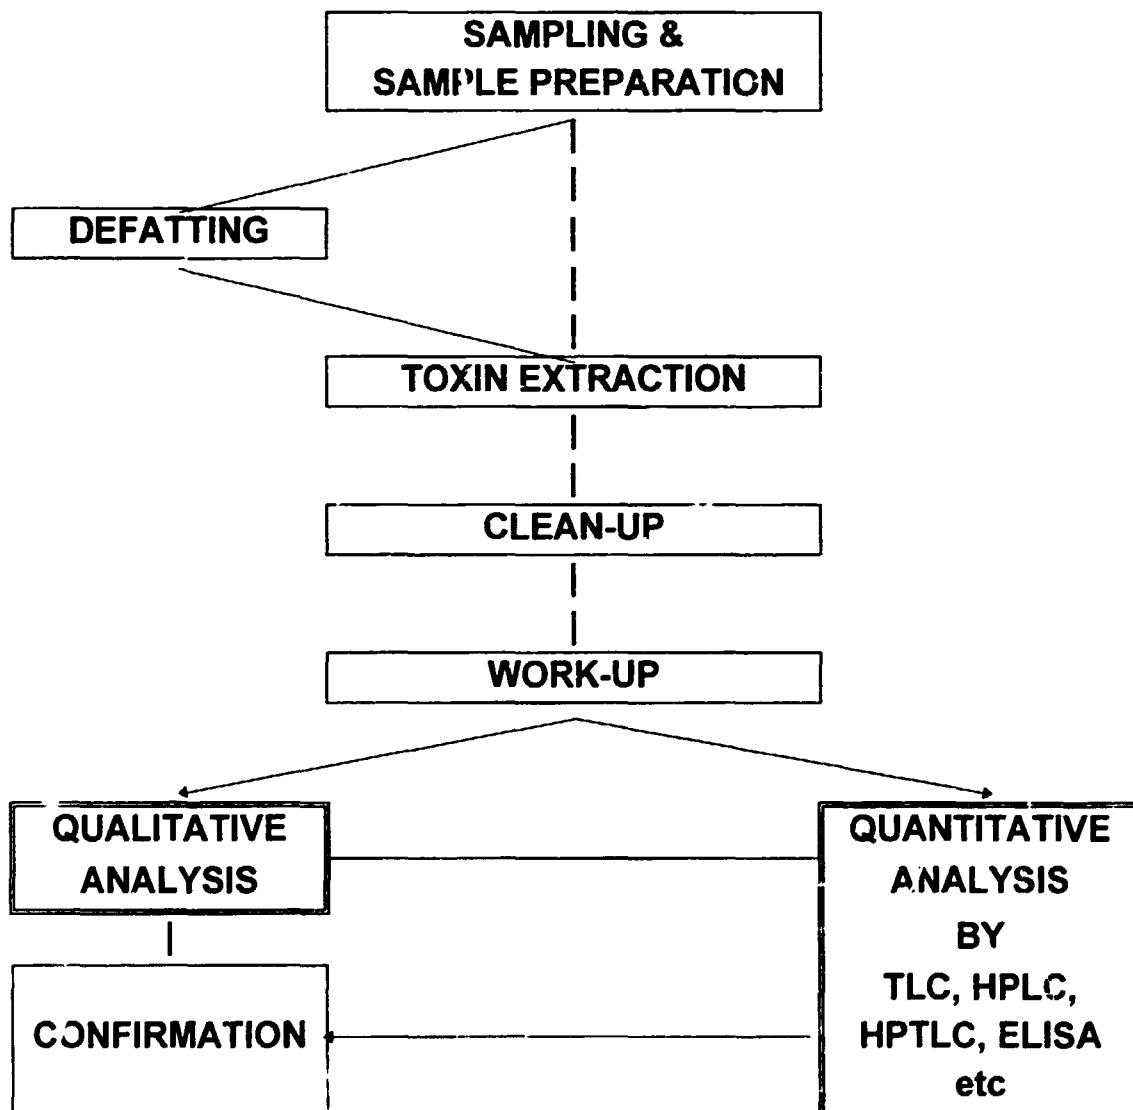 SAMPLING &
SAMPLE PREPARATION
DEFATTING
TOXIN EXTRACTION
CLEAN-UP
WORK-UP
QUALITATIVE
ANALYSIS
QUANTITATIVE
ANALYSIS
BY
TLC, HPLC,
HPTLC, ELISA
etc
CONFIRMATION